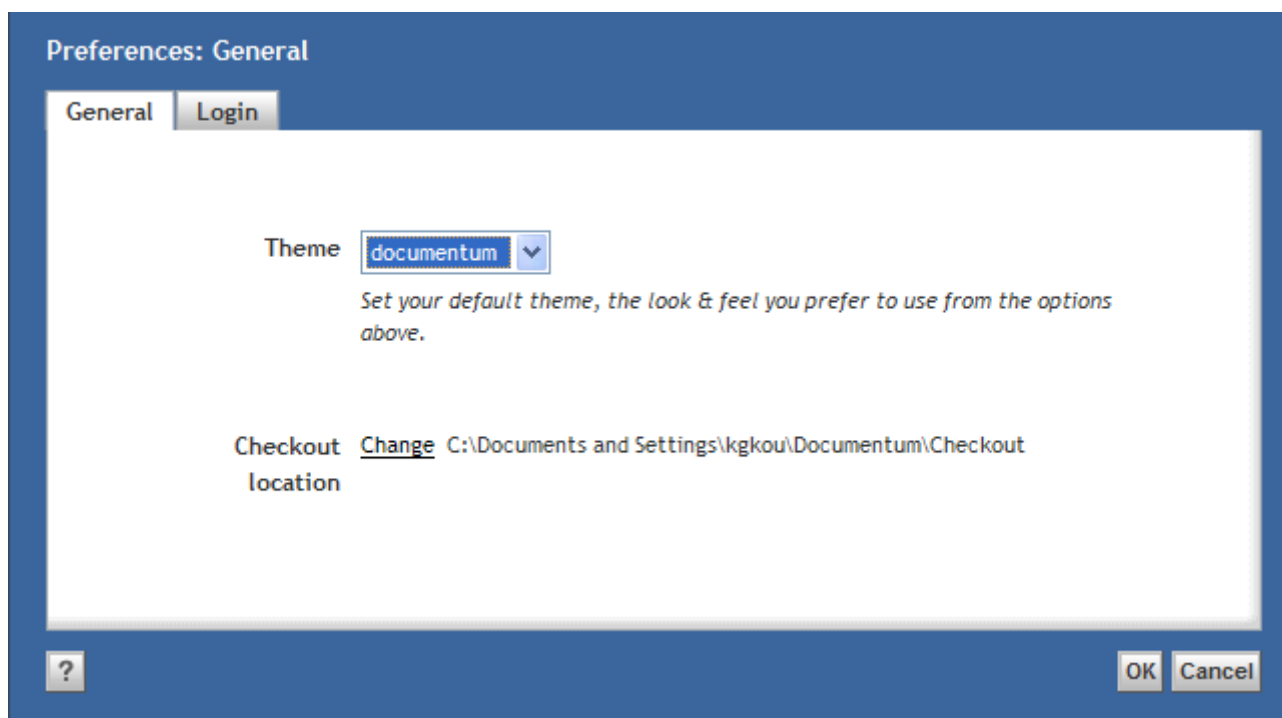 Preferences: General
General
Login
Theme
documentum
Set your default theme, the look & feel you prefer to use from the options
above.
Checkout
location
Change C:\Documents and Settings\kgkou\Documentum\Checkout
?
OK
Cancel